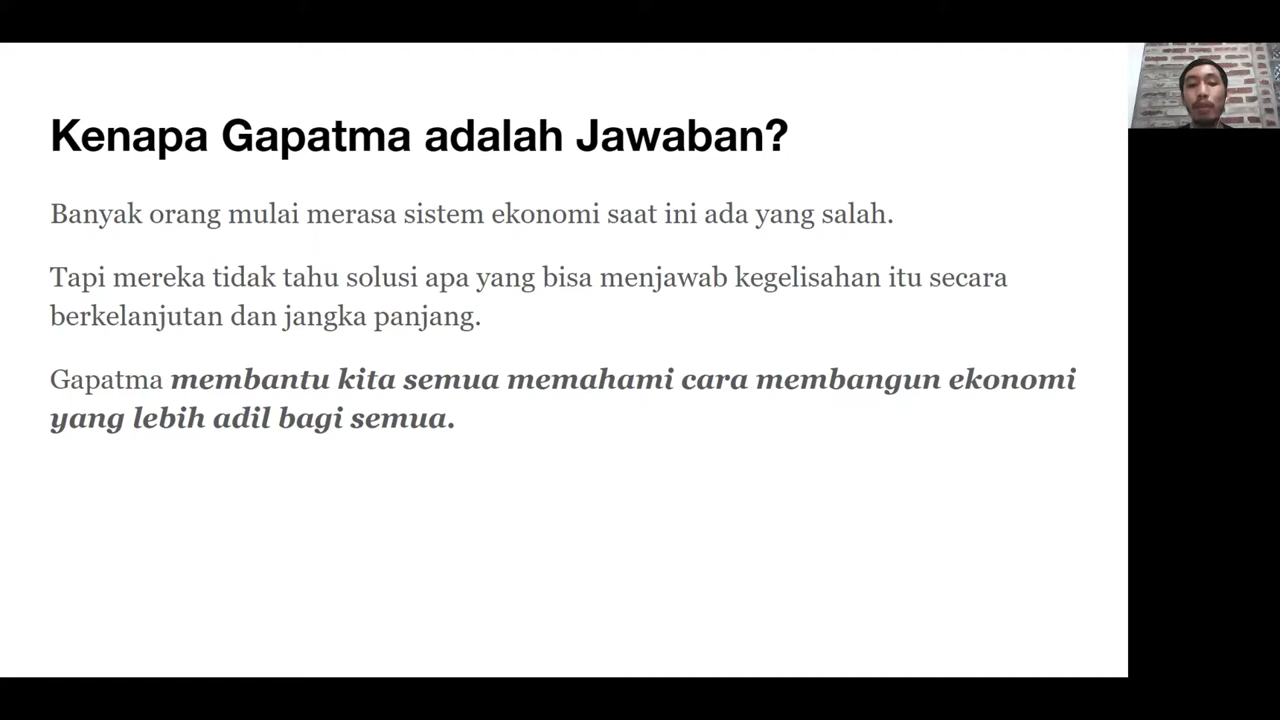 Kenapa Gapatma adalah Jawaban?
Banyak orang mulai merasa sistem ekonomi saat ini ada yang salah.
Tapi mereka tidak tahu solusi apa yang bisa menjawab kegelisahan itu secara
berkelanjutan dan jangka panjang.
Gapatma membantu kita semua memahami cara membangun ekonomi
yang lebih adil bagi semua.